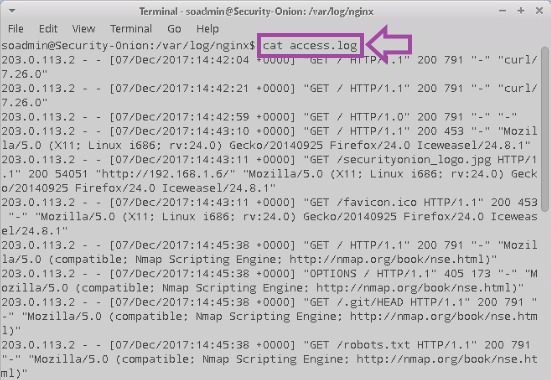 Terminal - soadmin@Security-Onion: /var/log/nginx
File Edit View Terminal Go Help
soadmin@Security-Onion:/var/log/nginx$ cat access.log
203.0.113.2 - - [07/Dec/2017:14:42:04 +0000] "GET / HTTP/1.1" 200 791 "-" "curl/
7.26.0"
203.0.113.2 - - [07/Dec/2017:14:42:21 +0000] "GET / HTTP/1.1" 200 791 "-" "curl/
7.26.0"
203.0.113.2 - - [07/Dec/2017:14:42:59 +0000] "GET / HTTP/1.0" 200 791 "-" "-"
203.0.113.2 - - [07/Dec/2017:14:43:10 +0000] "GET / HTTP/1.1" 200 453 "-" "Mozil
la/5.0 (X11; Linux i686; rv:24.0) Gecko/20140925 Firefox/24.0 Iceweasel/24.8.1"
203.0.113.2 - - [07/Dec/2017:14:43:11 +0000] "GET /securityonion_logo.jpg HTTP/1
.1" 200 54051 "http://192.168.1.6/" "Mozilla/5.0 (X11; Linux i686; rv:24.0) Geck
o/20140925 Firefox/24.0 Iceweasel/24.8.1"
203.0.113.2 - - [07/Dec/2017:14:43:11 +0000] "GET /favicon.ico HTTP/1.1" 200 453
"-" "Mozilla/5.0 (X11; Linux i686; rv:24.0) Gecko/20140925 Firefox/24.0 Iceweas
el/24.8.1"
203.0.113.2 - - [07/Dec/2017:14:45:38 +0000] "GET / HTTP/1.1" 200 791 "-" "Mozil
la/5.0 (compatible; Nmap Scripting Engine; http://nmap.org/book/nse.html)"
203.0.113.2 - - [07/Dec/2017:14:45:38 +0000] "OPTIONS / HTTP/1.1" 405 173 "-" "M
ozilla/5.0 (compatible; Nmap Scripting Engine; http://nmap.org/book/nse.html)"
203.0.113.2 - - [07/Dec/2017:14:45:38 +0000] "GET /.git/HEAD HTTP/1.1" 200 791 "
-" "Mozilla/5.0 (compatible; Nmap Scripting Engine; http://nmap.org/book/nse.htm
l)"
203.0.113.2 - - [07/Dec/2017:14:45:38 +0000] "GET /robots.txt HTTP/1.1" 200 791
"-" "Mozilla/5.0 (compatible; Nmap Scripting Engine; http://nmap.org/book/nse.ht
ml)"